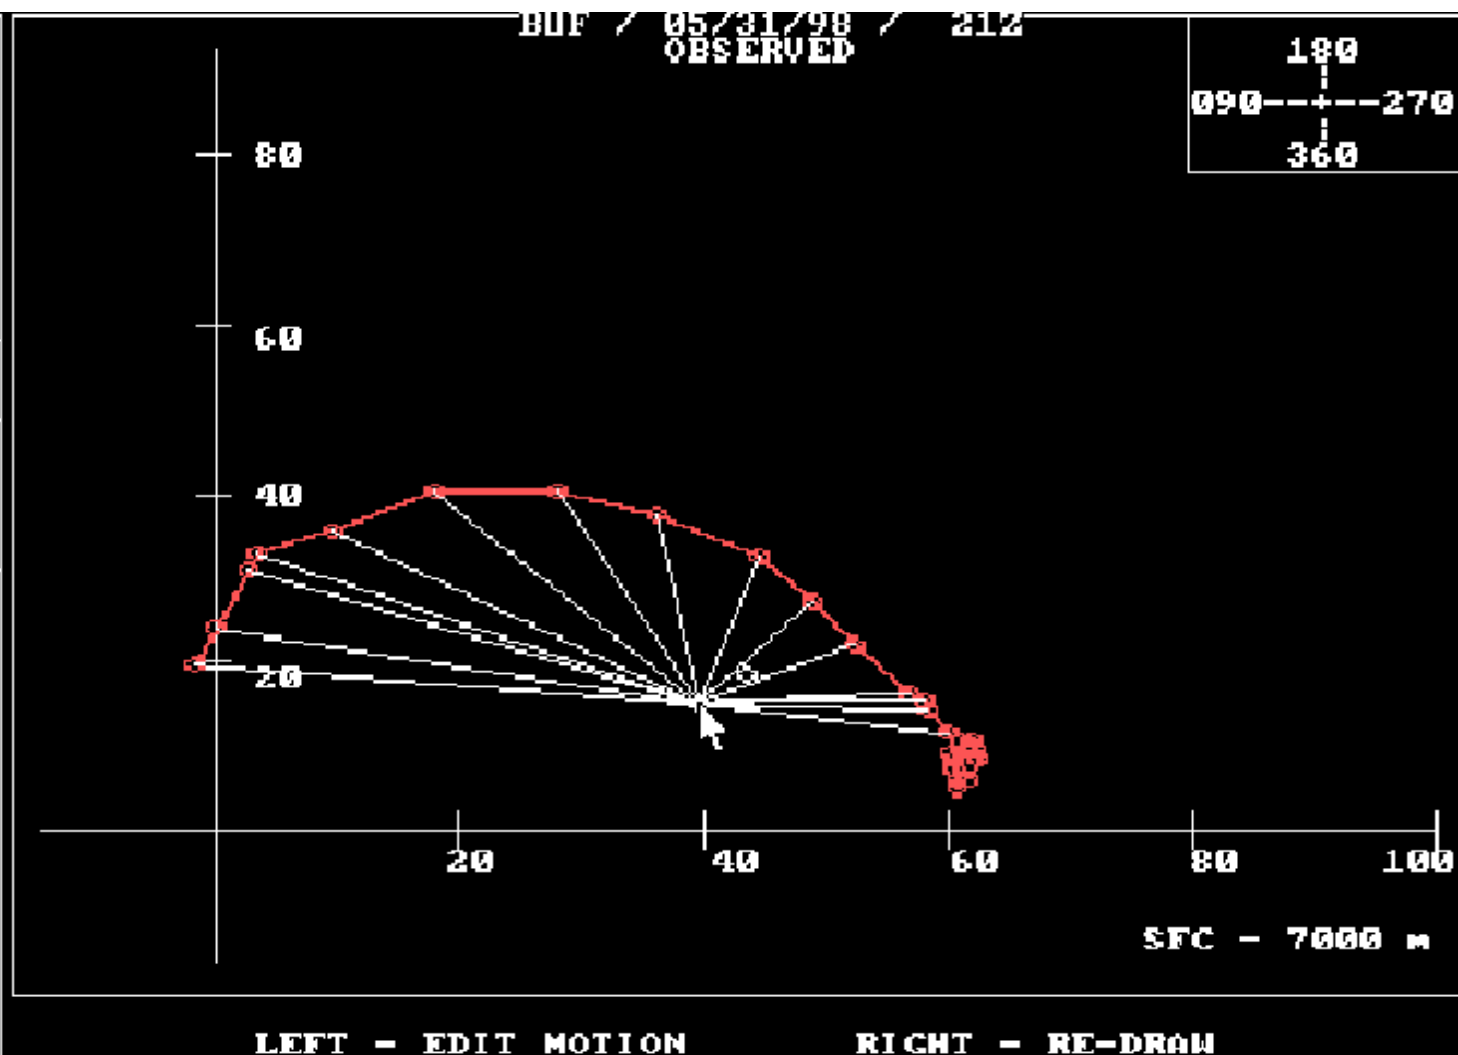 BUF / 05/31/98 / 21Z
OBSERVED
180
090--+--270
360
80
60
40
20
20 40 60 80 100
SFC - 7000 m
LEFT - EDIT MOTION RIGHT - RE-DRAW